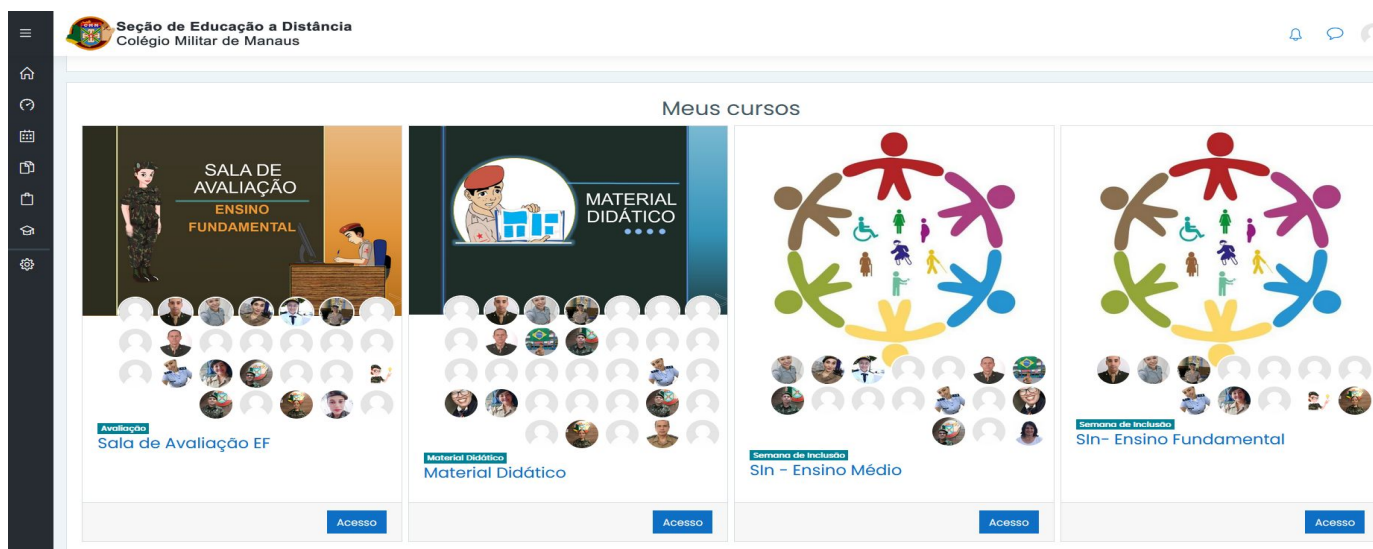 Seção de Educação a Distância
Colégio Militar de Manaus
Meus cursos
SALA DE
AVALIAÇÃO
ENSINO
FUNDAMENTAL
Avaliação
Sala de Avaliação EF
Acesso
MATERIAL
DIDÁTICO
Material Didático
Material Didático
Acesso
Semana de Inclusão
SIn - Ensino Médio
Acesso
Semana de Inclusão
SIn- Ensino Fundamental
Acesso